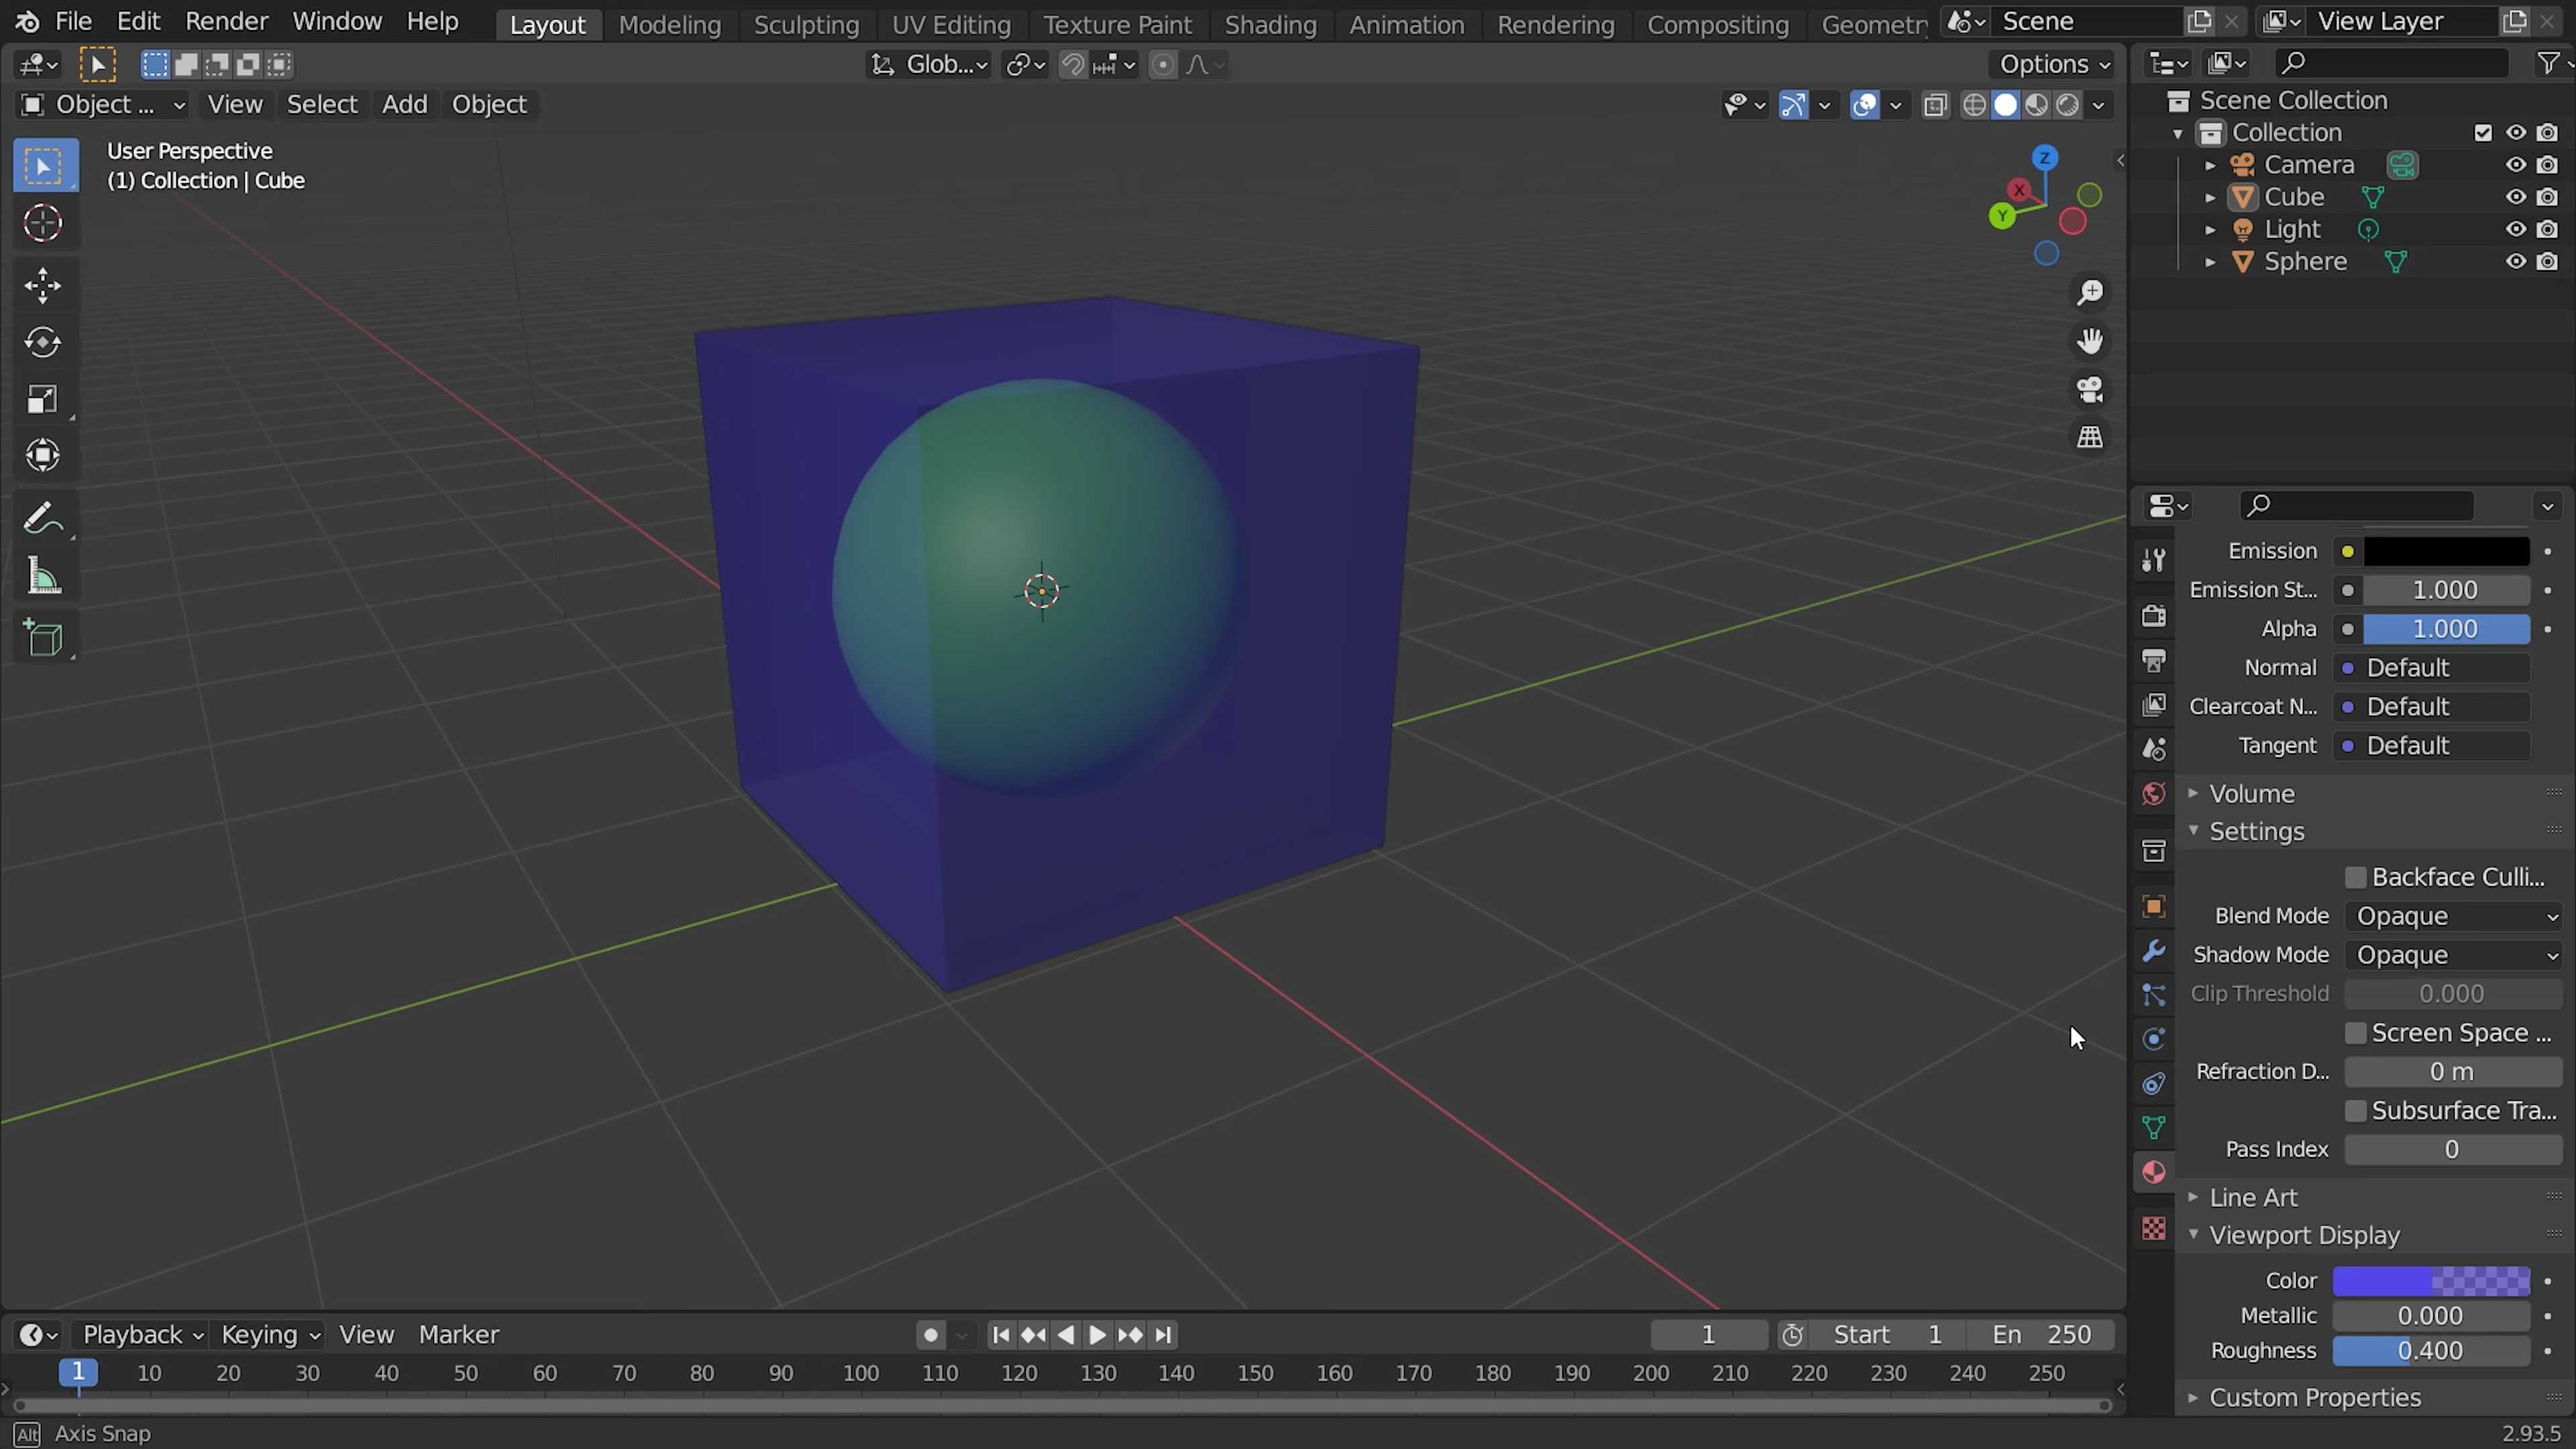 File Edit Render Window Help Layout Modeling Sculpting UV Editing Texture Paint Shading Animation Rendering Compositing Geometr Scene View Layer
Glob... Options
Object ... View Select Add Object
User Perspective
(1) Collection | Cube
Z
X
Y
Scene Collection
Collection
Camera
Cube
Light
Sphere
Emission
Emission St... 1.000
Alpha 1.000
Normal Default
Clearcoat N... Default
Tangent Default
Volume
Settings
Backface Culli...
Blend Mode Opaque
Shadow Mode Opaque
Clip Threshold 0.000
Screen Space ...
Refraction D... 0 m
Subsurface Tra...
Pass Index 0
Line Art
Viewport Display
Color
Metallic 0.000
Roughness 0.400
Custom Properties
Playback Keying View Marker 1 Start 1 En 250
1 10 20 30 40 50 60 70 80 90 100 110 120 130 140 150 160 170 180 190 200 210 220 230 240 250
Alt Axis Snap 2.93.5